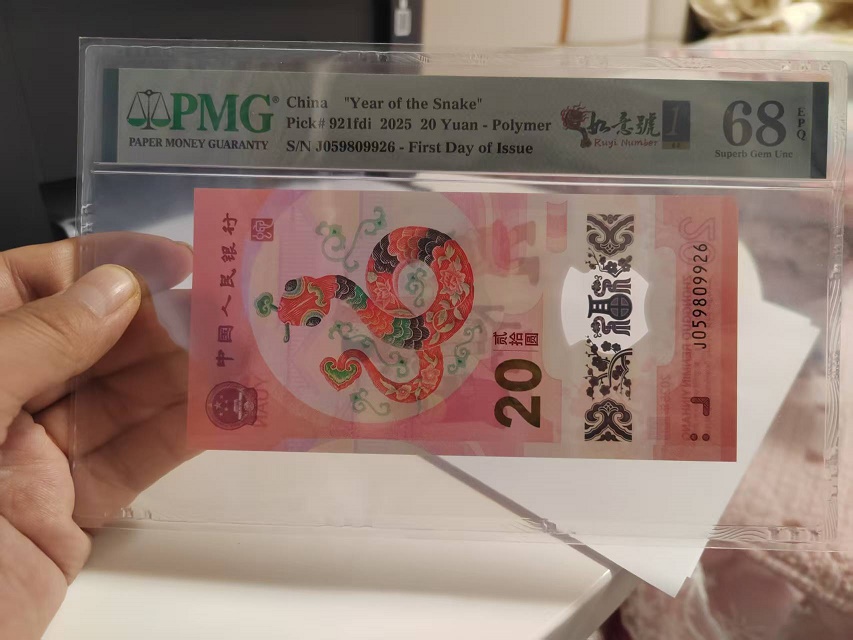 PMG®
PAPER MONEY GUARANTY
China "Year of the Snake"
Pick# 921fdi 2025 20 Yuan - Polymer
S/N J059809926 - First Day of Issue
如意號
Ruyi Number
1
68
EPQ
Superb Gem Unc
中国人民银行
贰拾圆
20
J059809926